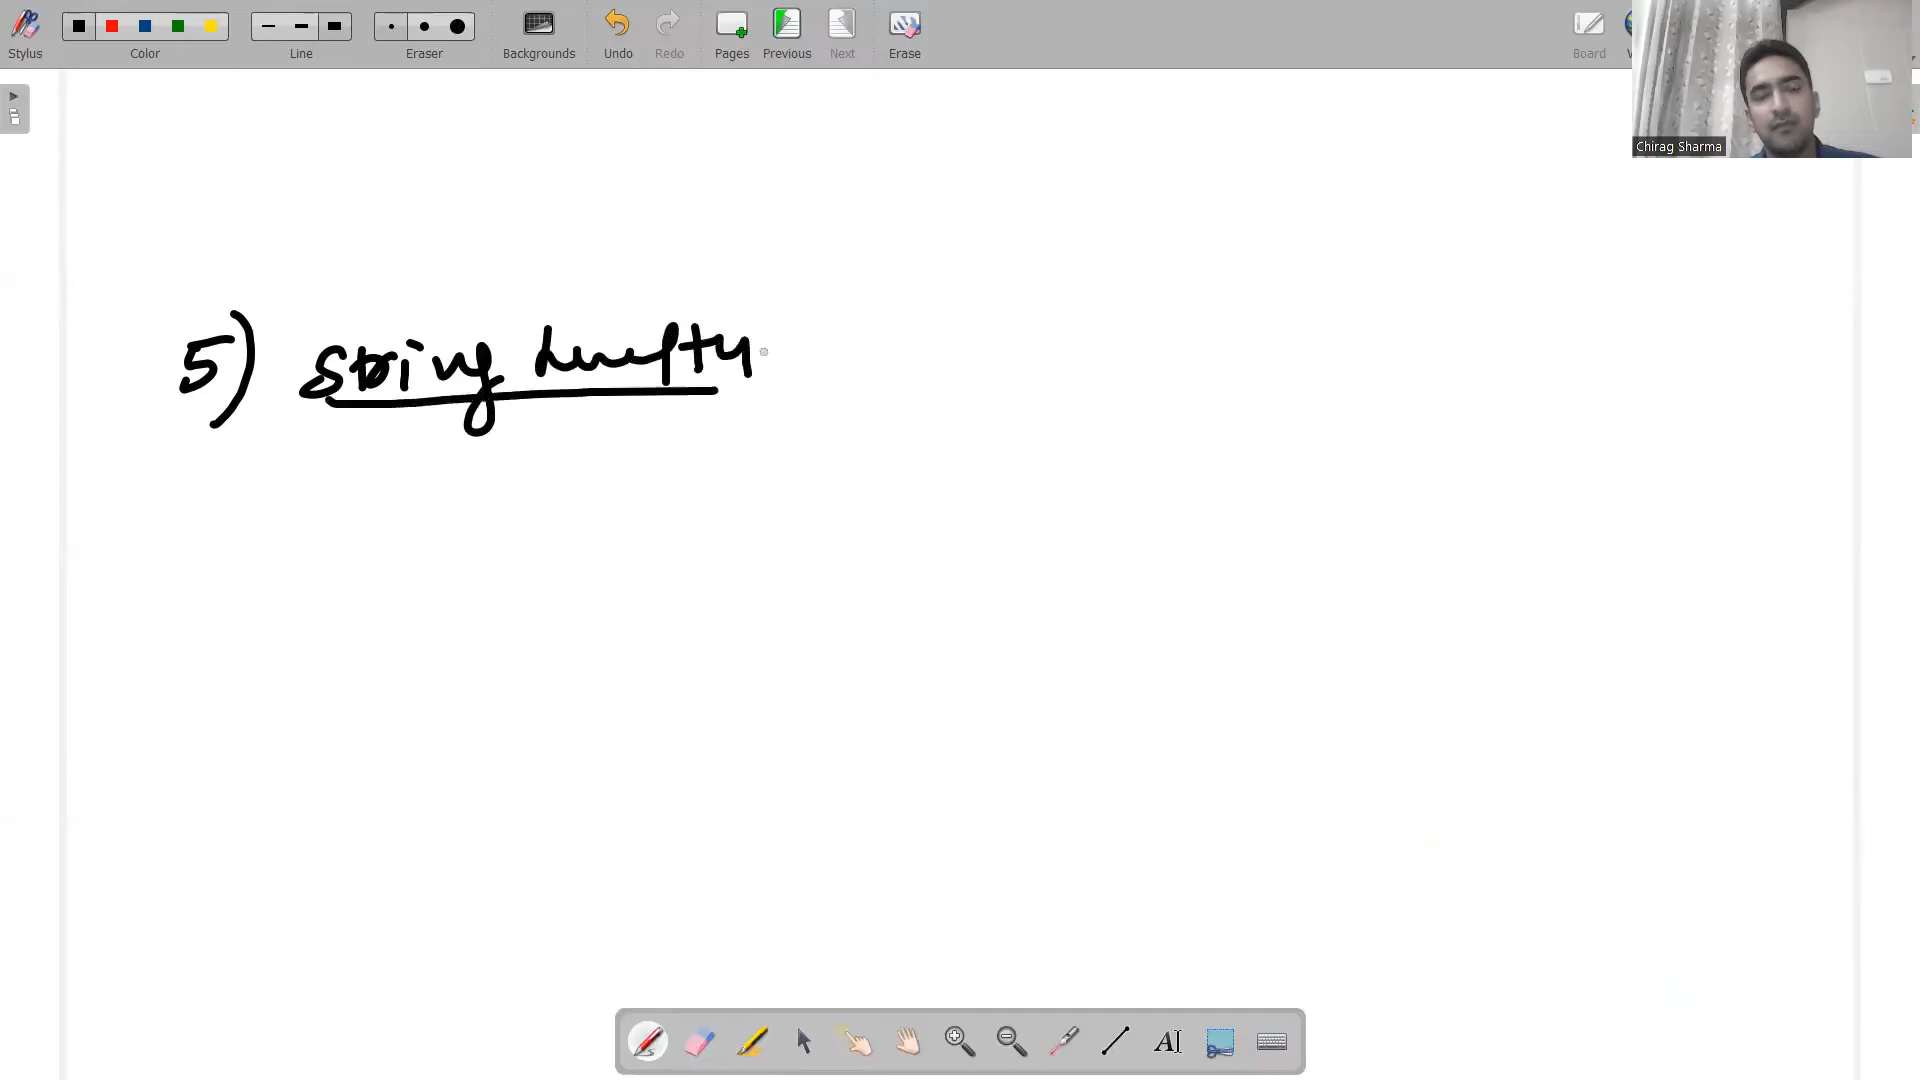 Stylus
Color
Line
Eraser
Backgrounds
Undo
Redo
Pages
Previous
Next
Erase
Board
Chirag Sharma
5) String